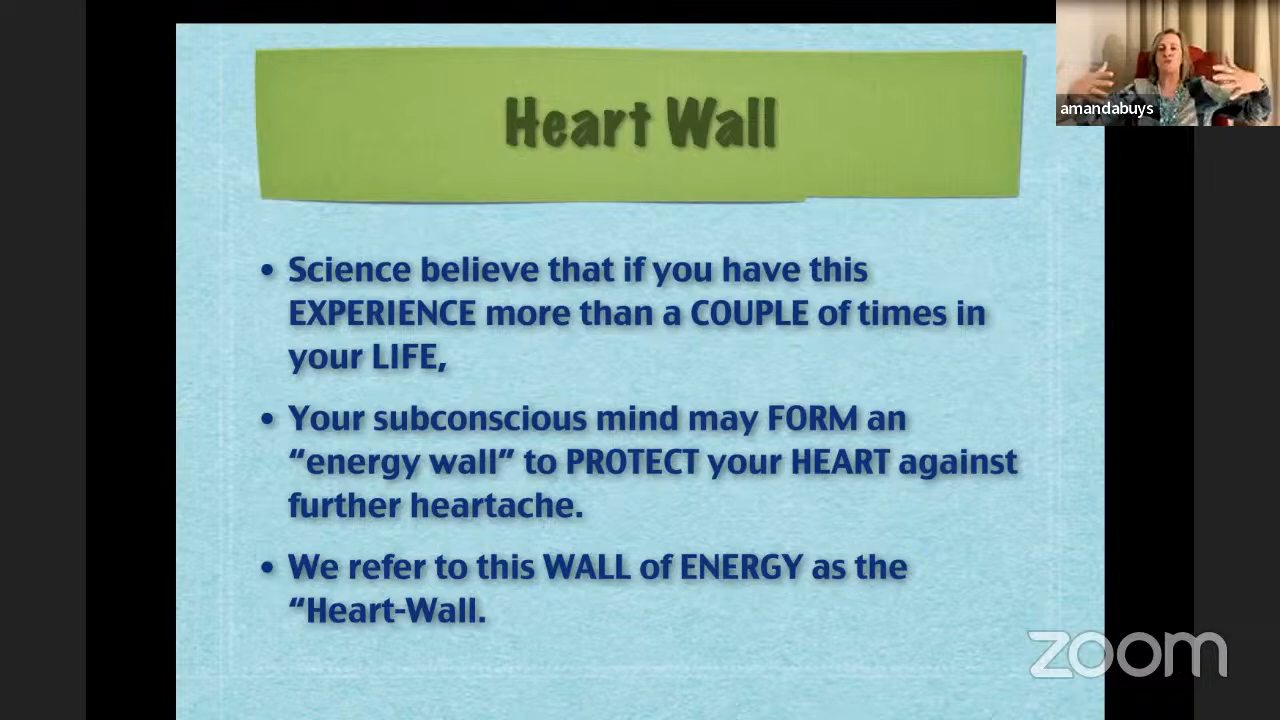 Heart Wall
amandabuys
• Science believe that if you have this
EXPERIENCE more than a COUPLE of times in
your LIFE,
• Your subconscious mind may FORM an
“energy wall” to PROTECT your HEART against
further heartache.
• We refer to this WALL of ENERGY as the
“Heart-Wall.
zoom